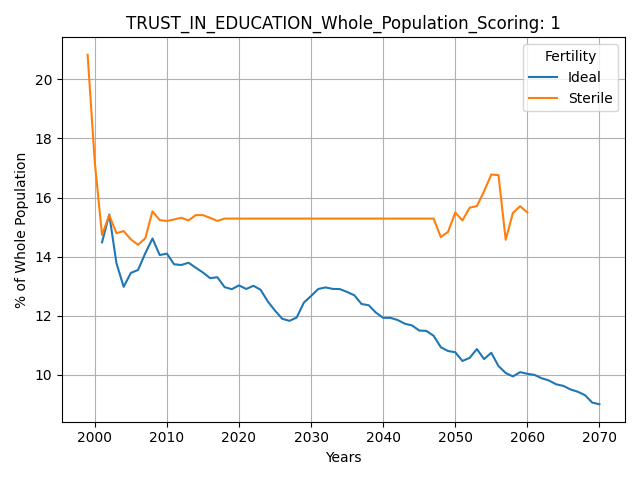 TRUST_IN_EDUCATION_Whole_Population_Scoring: 1
Fertility
Ideal
Sterile
% of Whole Population
20
18
16
14
12
10
2000 2010 2020 2030 2040 2050 2060 2070
Years